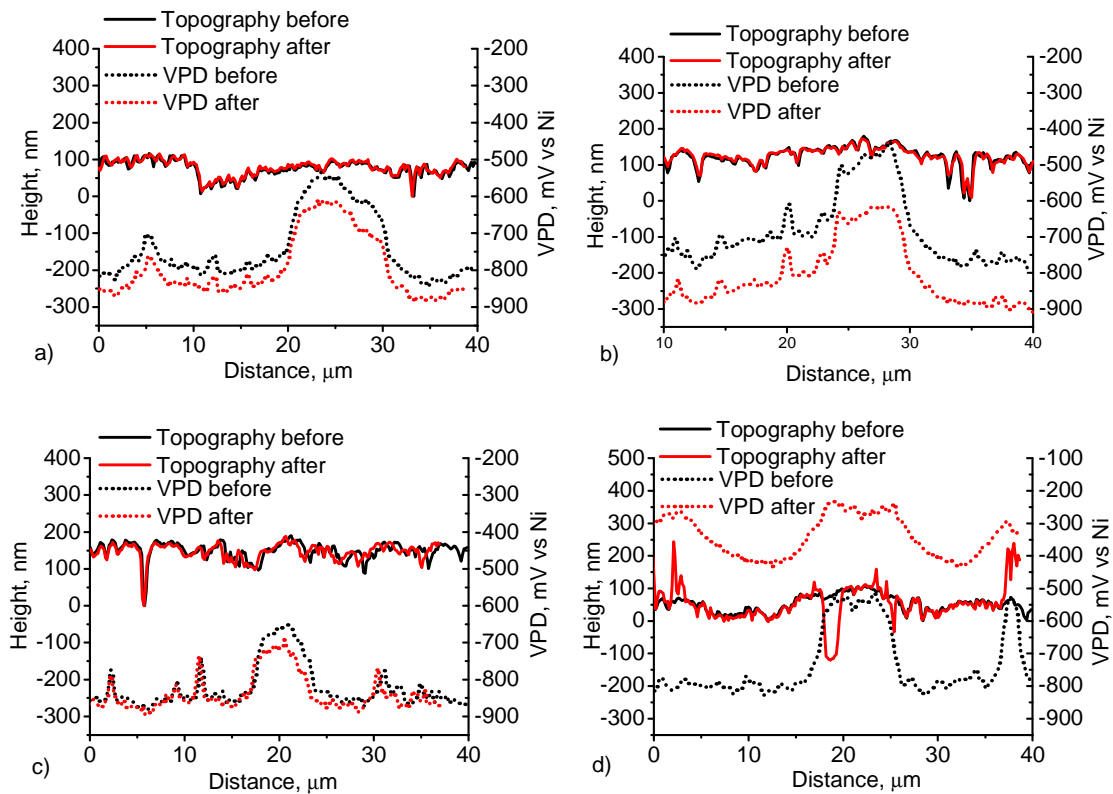 Topography before
Topography after
VPD before
VPD after
400
300
200
100
0
-100
-200
-300
Height, nm
-200
-300
-400
-500
-600
-700
-800
-900
VPD, mV vs Ni
0
10
20
30
40
Distance, μm
a)
Topography before
Topography after
VPD before
VPD after
400
300
200
100
0
-100
-200
-300
Height, nm
-200
-300
-400
-500
-600
-700
-800
-900
VPD, mV vs Ni
10
20
30
40
Distance, μm
b)
Topography before
Topography after
VPD before
VPD after
400
300
200
100
0
-100
-200
-300
Height, nm
-200
-300
-400
-500
-600
-700
-800
-900
VPD, mV vs Ni
0
10
20
30
40
Distance, μm
c)
Topography before
Topography after
VPD before
VPD after
500
400
300
200
100
0
-100
-200
-300
Height, nm
-100
-200
-300
-400
-500
-600
-700
-800
-900
VPD, mV vs Ni
0
10
20
30
40
Distance, μm
d)